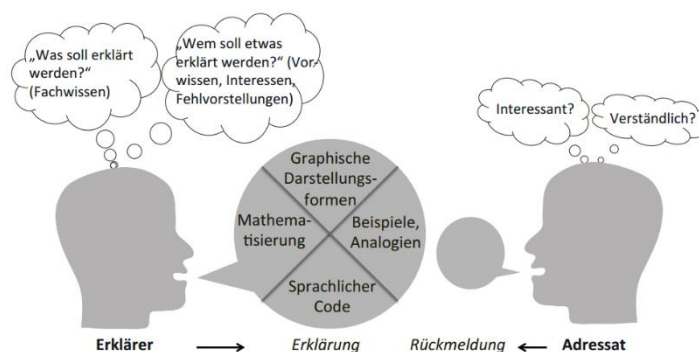 „Was soll erklärt
werden?“
(Fachwissen)
„Wem soll etwas
erklärt werden?“ (Vor-
wissen, Interessen,
Fehlvorstellungen)
Interessant?
Verständlich?
Graphische
Darstellungs-
formen
Mathema-
tisierung
Beispiele,
Analogien
Sprachlicher
Code
Erklärer
Erklärung
Rückmeldung
Adressat